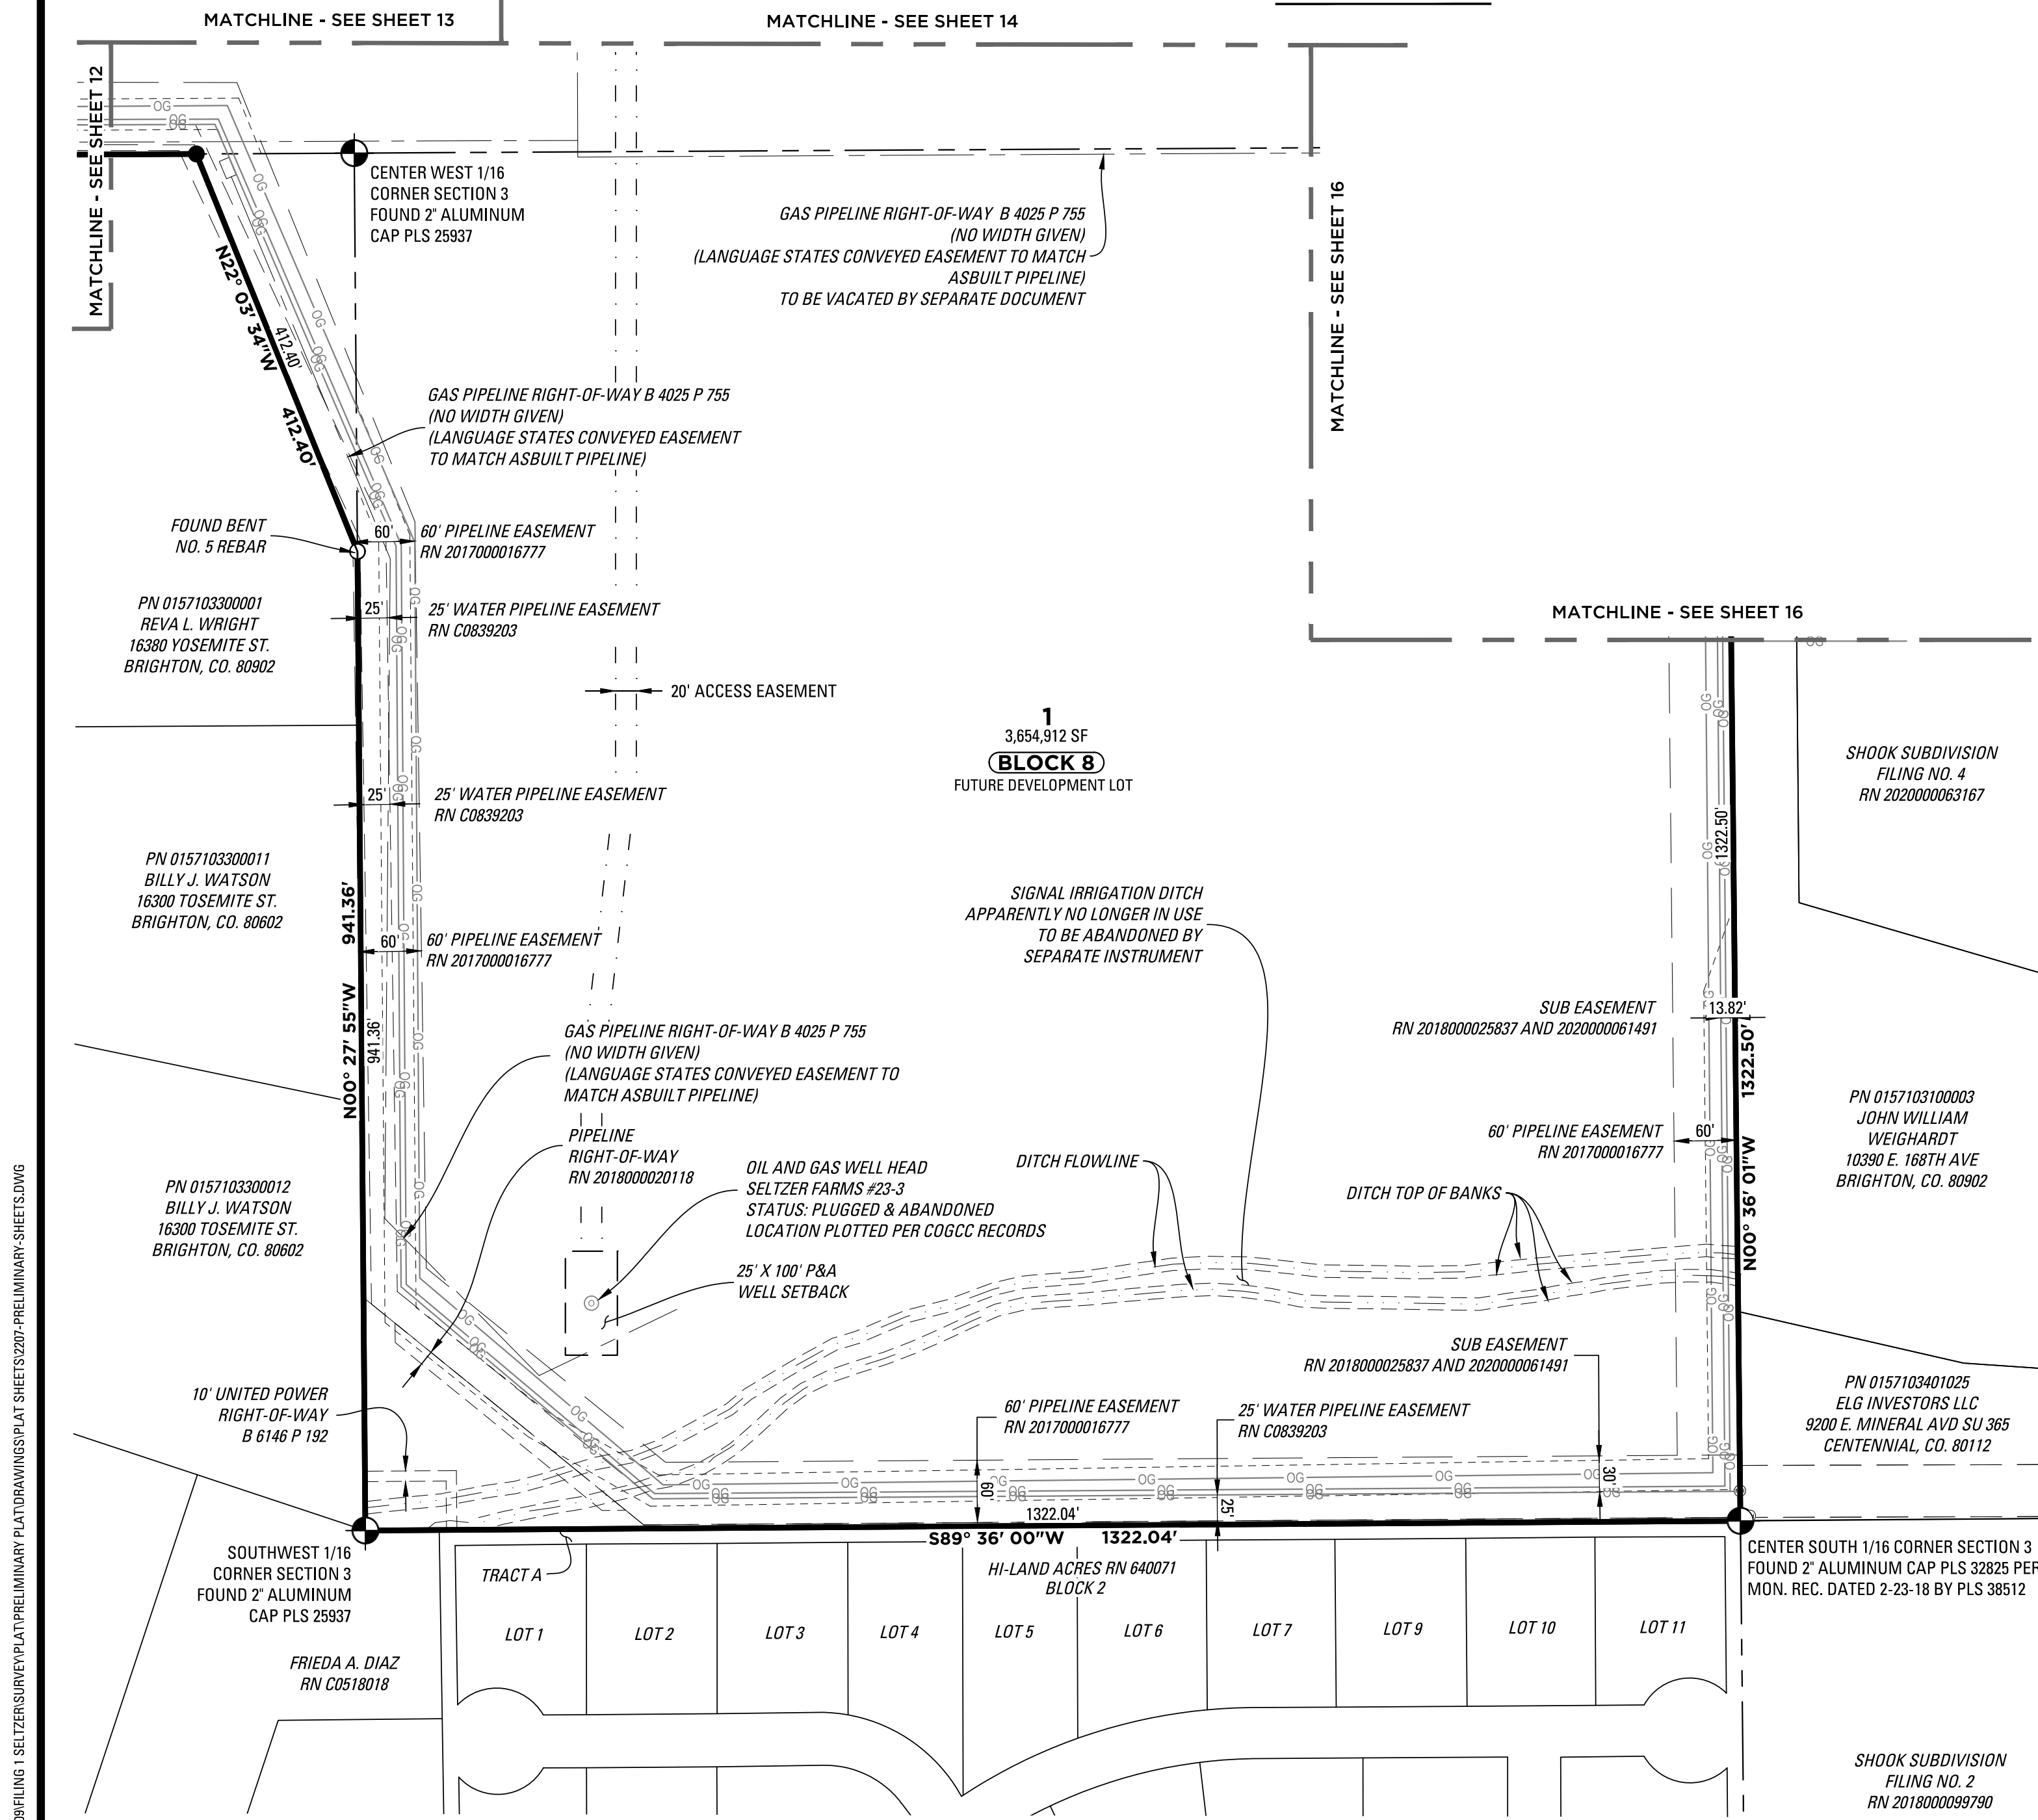 MATCHLINE - SEE SHEET 13
MATCHLINE - SEE SHEET 14
MATCHLINE - SEE SHEET 12
CENTER WEST 1/16
CORNER SECTION 3
FOUND 2" ALUMINUM
CAP PLS 25937
GAS PIPELINE RIGHT-OF-WAY B 4025 P 755
(NO WIDTH GIVEN)
(LANGUAGE STATES CONVEYED EASEMENT TO MATCH
ASBUILT PIPELINE)
TO BE VACATED BY SEPARATE DOCUMENT
MATCHLINE - SEE SHEET 16
N22° 03' 34"W
412.40'
412.40'
GAS PIPELINE RIGHT-OF-WAY B 4025 P 755
(NO WIDTH GIVEN)
(LANGUAGE STATES CONVEYED EASEMENT
TO MATCH ASBUILT PIPELINE)
FOUND BENT
NO. 5 REBAR
60'
60' PIPELINE EASEMENT
RN 2017000016777
PN 0157103300001
REVA L. WRIGHT
16380 YOSEMITE ST.
BRIGHTON, CO. 80902
25'
25' WATER PIPELINE EASEMENT
RN C0839203
MATCHLINE - SEE SHEET 16
20' ACCESS EASEMENT
1
3,654,912 SF
BLOCK 8
FUTURE DEVELOPMENT LOT
SHOOK SUBDIVISION
FILING NO. 4
RN 2020000063167
25'
25' WATER PIPELINE EASEMENT
RN C0839203
1322.50'
PN 0157103300011
BILLY J. WATSON
16300 TOSEMITE ST.
BRIGHTON, CO. 80602
N00° 27' 55"W
941.36'
941.36'
60'
60' PIPELINE EASEMENT
RN 2017000016777
SIGNAL IRRIGATION DITCH
APPARENTLY NO LONGER IN USE
TO BE ABANDONED BY
SEPARATE INSTRUMENT
SUB EASEMENT
RN 2018000025837 AND 2020000061491
13.82'
N00° 36' 01"W
1322.50'
GAS PIPELINE RIGHT-OF-WAY B 4025 P 755
(NO WIDTH GIVEN)
(LANGUAGE STATES CONVEYED EASEMENT TO
MATCH ASBUILT PIPELINE)
PIPELINE
RIGHT-OF-WAY
RN 2018000020118
60' PIPELINE EASEMENT
RN 2017000016777
60'
PN 0157103100003
JOHN WILLIAM
WEIGHARDT
10390 E. 168TH AVE
BRIGHTON, CO. 80902
PN 0157103300012
BILLY J. WATSON
16300 TOSEMITE ST.
BRIGHTON, CO. 80602
OIL AND GAS WELL HEAD
SELTZER FARMS #23-3
STATUS: PLUGGED & ABANDONED
LOCATION PLOTTED PER COGCC RECORDS
DITCH FLOWLINE
DITCH TOP OF BANKS
25' X 100' P&A
WELL SETBACK
SUB EASEMENT
RN 2018000025837 AND 2020000061491
10' UNITED POWER
RIGHT-OF-WAY
B 6146 P 192
60' PIPELINE EASEMENT
RN 2017000016777
25' WATER PIPELINE EASEMENT
RN C0839203
PN 0157103401025
ELG INVESTORS LLC
9200 E. MINERAL AVD SU 365
CENTENNIAL, CO. 80112
60'
25'
30'
1322.04'
S89° 36' 00"W 1322.04'
SOUTHWEST 1/16
CORNER SECTION 3
FOUND 2" ALUMINUM
CAP PLS 25937
TRACT A
HI-LAND ACRES RN 640071
BLOCK 2
CENTER SOUTH 1/16 CORNER SECTION 3
FOUND 2" ALUMINUM CAP PLS 32825 PER
MON. REC. DATED 2-23-18 BY PLS 38512
LOT 1
LOT 2
LOT 3
LOT 4
LOT 5
LOT 6
LOT 7
LOT 9
LOT 10
LOT 11
FRIEDA A. DIAZ
RN C0518018
SHOOK SUBDIVISION
FILING NO. 2
RN 2018000099790
09\FILING 1 SELTZER\SURVEY\PLAT\PRELIMINARY PLAT\DRAWINGS\PLAT SHEETS\2207-PRELIMINARY-SHEETS.DWG